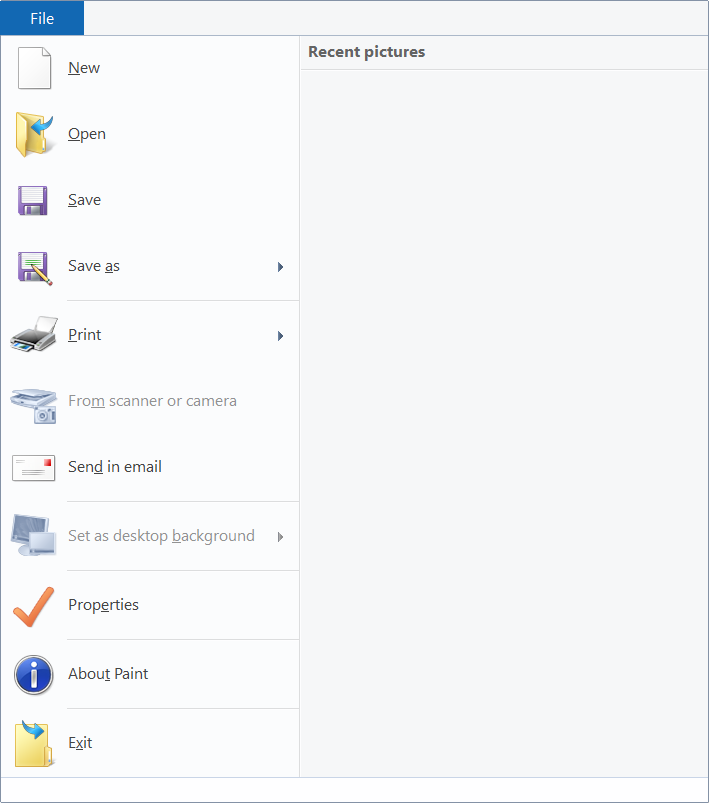 File
Recent pictures
New
Open
Save
Save as
Print
From scanner or camera
Send in email
Set as desktop background
Properties
About Paint
Exit